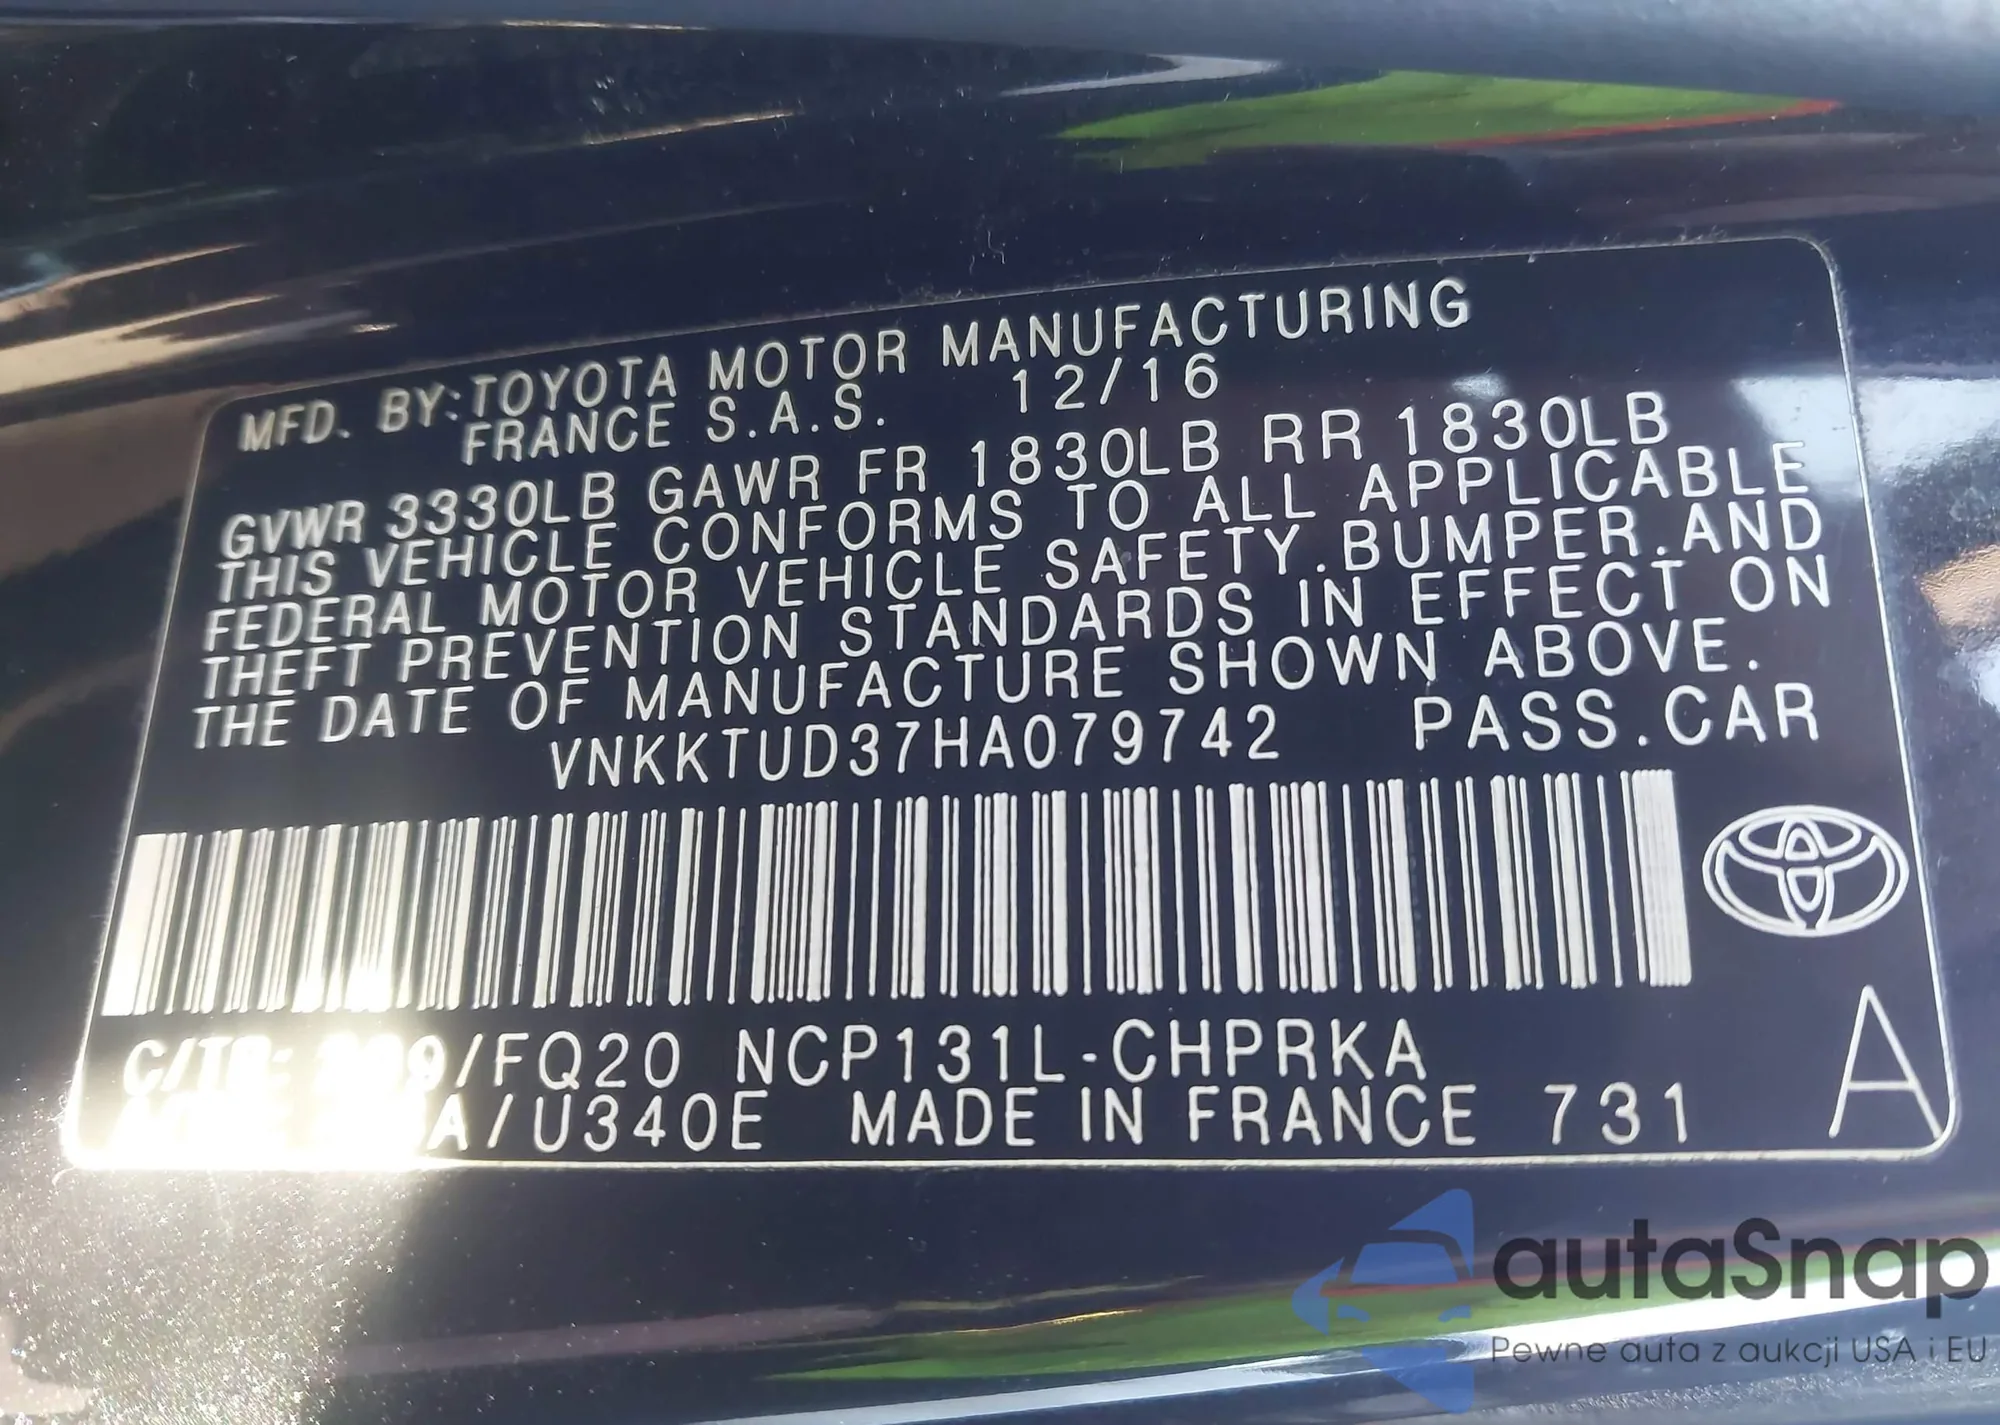 MFD. BY:TOYOTA MOTOR MANUFACTURING
FRANCE S.A.S. 12/16
GVWR 3330LB GAWR FR 1830LB RR 1830LB
THIS VEHICLE CONFORMS TO ALL APPLICABLE
FEDERAL MOTOR VEHICLE SAFETY.BUMPER.AND
THEFT PREVENTION STANDARDS IN EFFECT ON
THE DATE OF MANUFACTURE SHOWN ABOVE.
VNKKTUD37HA079742 PASS.CAR
C/TR: /FQ20 NCP131L-CHPRKA
A/U340E MADE IN FRANCE 731
A
autaSnap
Pewne auta z aukcji USA i EU